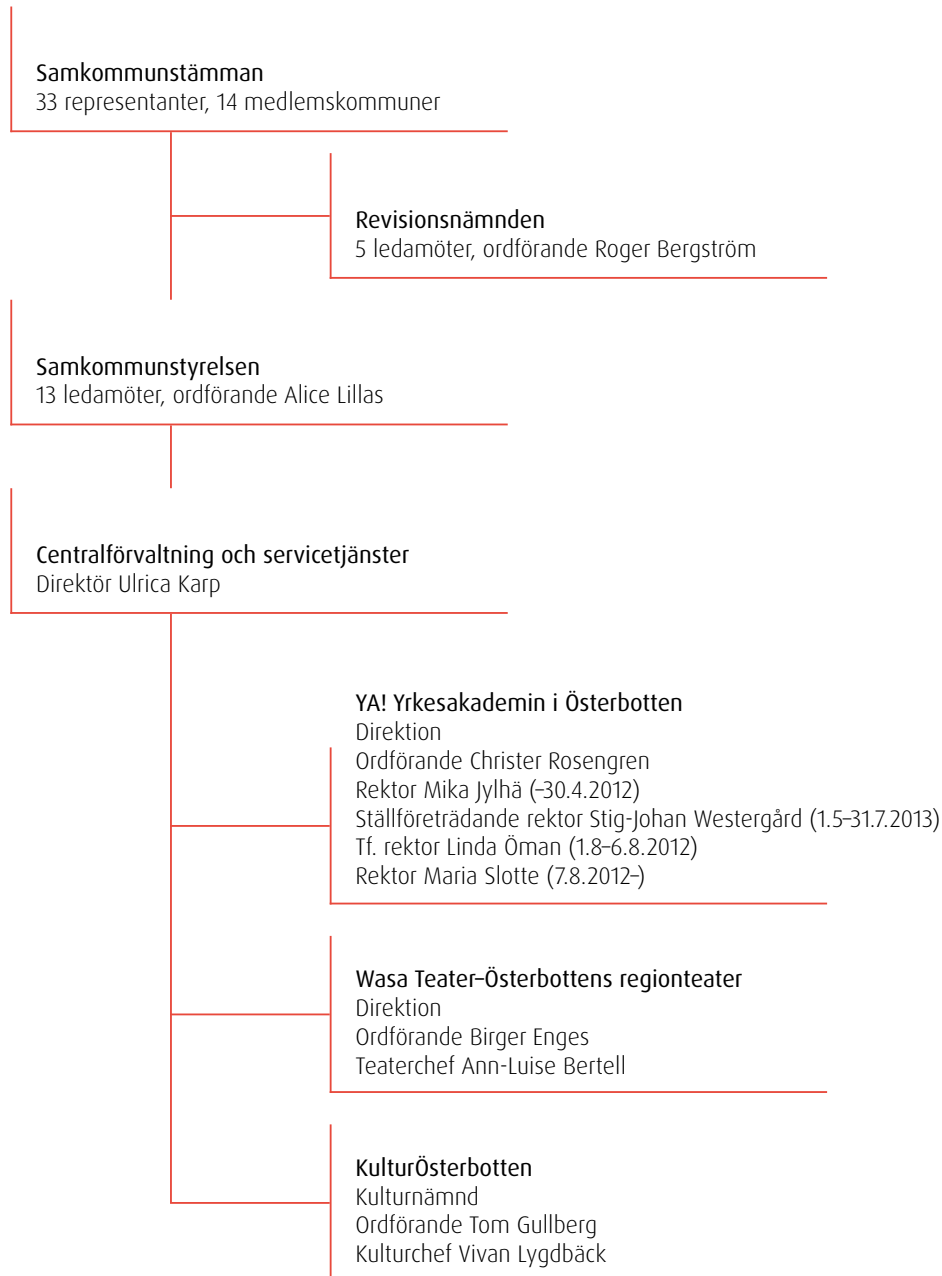 Samkommunstämman
33 representanter, 14 medlemskommuner
Revisionsnämnden
5 ledamöter, ordförande Roger Bergström
Samkommunstyrelsen
13 ledamöter, ordförande Alice Lillas
Centralförvaltning och servicetjänster
Direktör Ulrica Karp
YA! Yrkesakademin i Österbotten
Direktion
Ordförande Christer Rosengren
Rektor Mika Jylhä (–30.4.2012)
Ställföreträdande rektor Stig-Johan Westergård (1.5–31.7.2013)
Tf. rektor Linda Öman (1.8–6.8.2012)
Rektor Maria Slotte (7.8.2012–)
Wasa Teater–Österbottens regionteater
Direktion
Ordförande Birger Enges
Teaterchef Ann-Luise Bertell
KulturÖsterbotten
Kulturnämnd
Ordförande Tom Gullberg
Kulturchef Vivan Lygdbäck